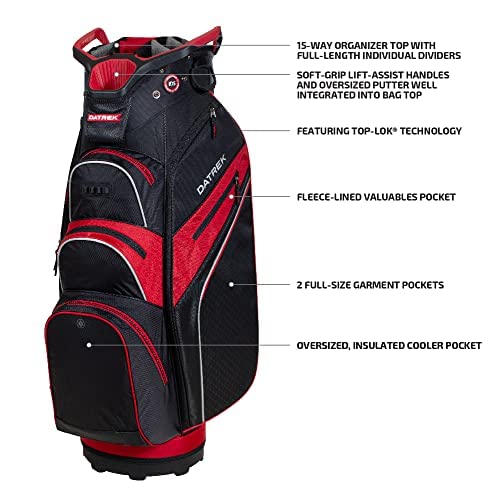 15-WAY ORGANIZER TOP WITH
FULL-LENGTH INDIVIDUAL DIVIDERS
SOFT-GRIP LIFT-ASSIST HANDLES
AND OVERSIZED PUTTER WELL
INTEGRATED INTO BAG TOP
DATREK
FEATURING TOP-LOK® TECHNOLOGY
DATREK
FLEECE-LINED VALUABLES POCKET
2 FULL-SIZE GARMENT POCKETS
OVERSIZED, INSULATED COOLER POCKET